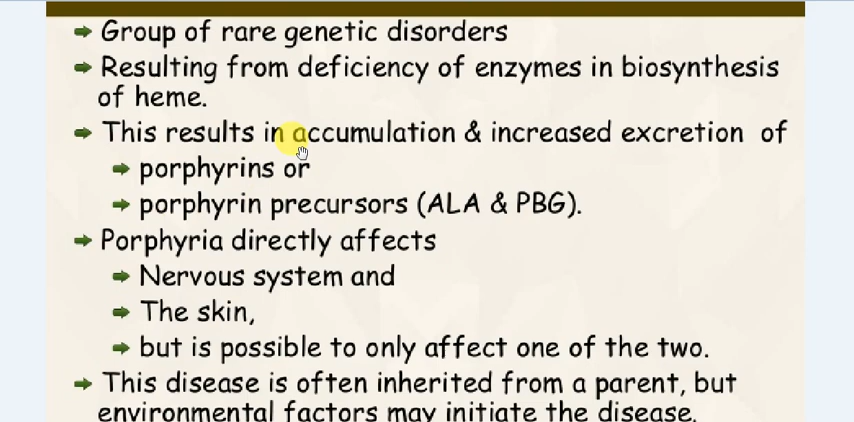 Group of rare genetic disorders
Resulting from deficiency of enzymes in biosynthesis
of heme.
This results in accumulation & increased excretion of
porphyrins or
porphyrin precursors (ALA & PBG).
Porphyria directly affects
Nervous system and
The skin,
but is possible to only affect one of the two.
This disease is often inherited from a parent, but
environmental factors may initiate the disease.